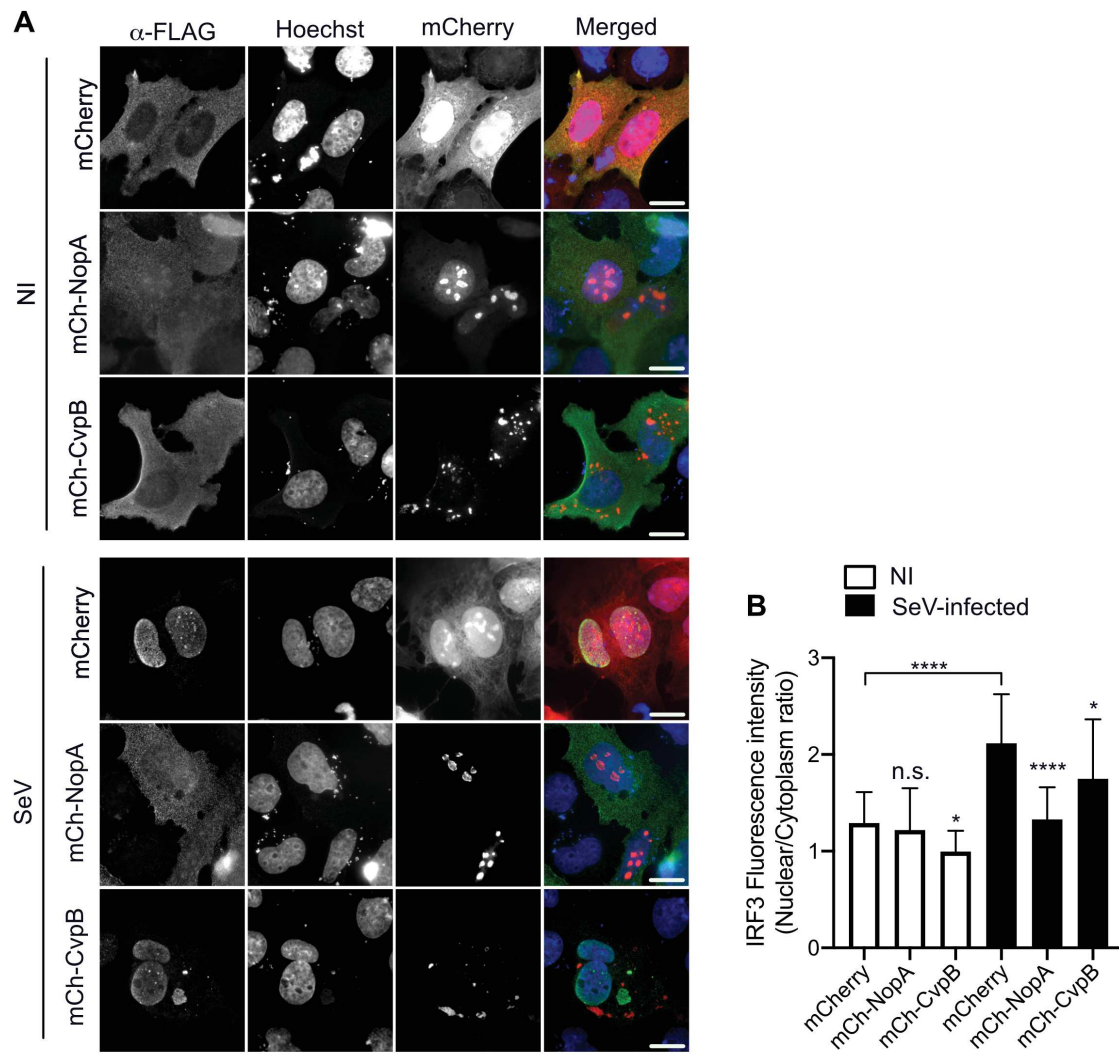 A
α-FLAG Hoechst mCherry Merged
NI
mCherry
mCh-NopA
mCh-CvpB
SeV
mCherry
mCh-NopA
mCh-CvpB
B
NI
SeV-infected
IRF3 Fluorescence intensity
(Nuclear/Cytoplasm ratio)
3
2
1
0
****
n.s.
*
****
*
mCherry
mCh-NopA
mCh-CvpB
mCherry
mCh-NopA
mCh-CvpB